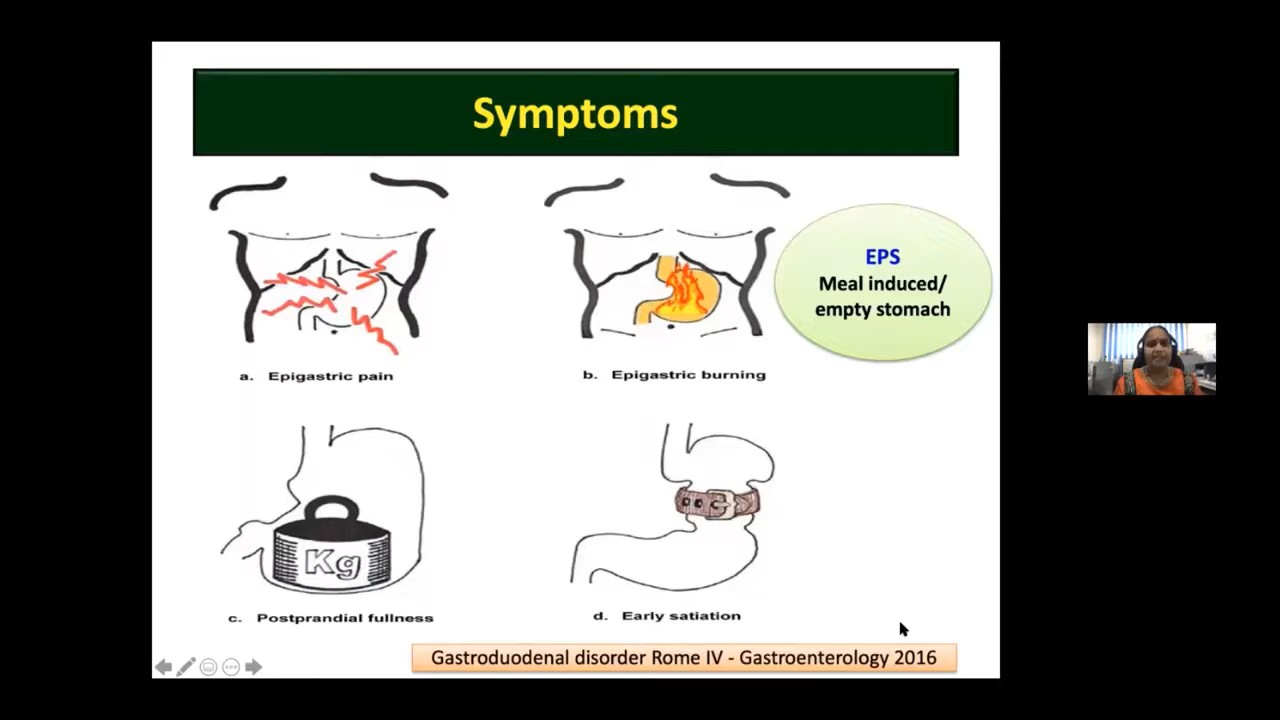 Symptoms
EPS
Meal induced/
empty stomach
a. Epigastric pain
b. Epigastric burning
Kg
c. Postprandial fullness
d. Early satiation
Gastroduodenal disorder Rome IV - Gastroenterology 2016